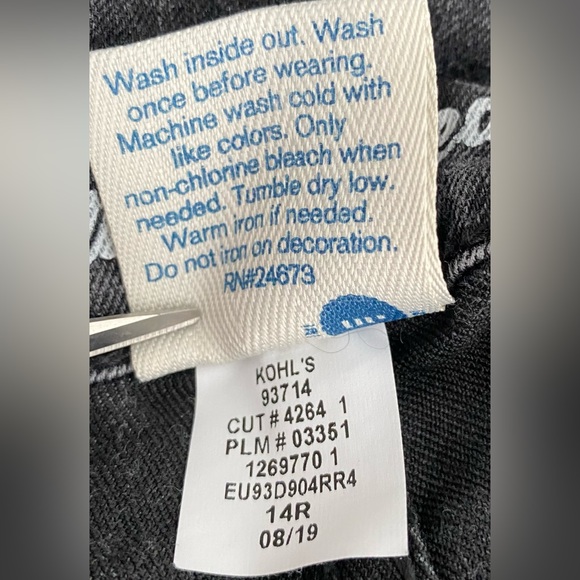 Wash inside out. Wash
once before wearing.
Machine wash cold with
like colors. Only
non-chlorine bleach when
needed. Tumble dry low.
Warm iron if needed.
Do not iron on decoration.
RN#24673
KOHL'S
93714
CUT # 4264 1
PLM # 03351
1269770 1
EU93D904RR4
14R
08/19